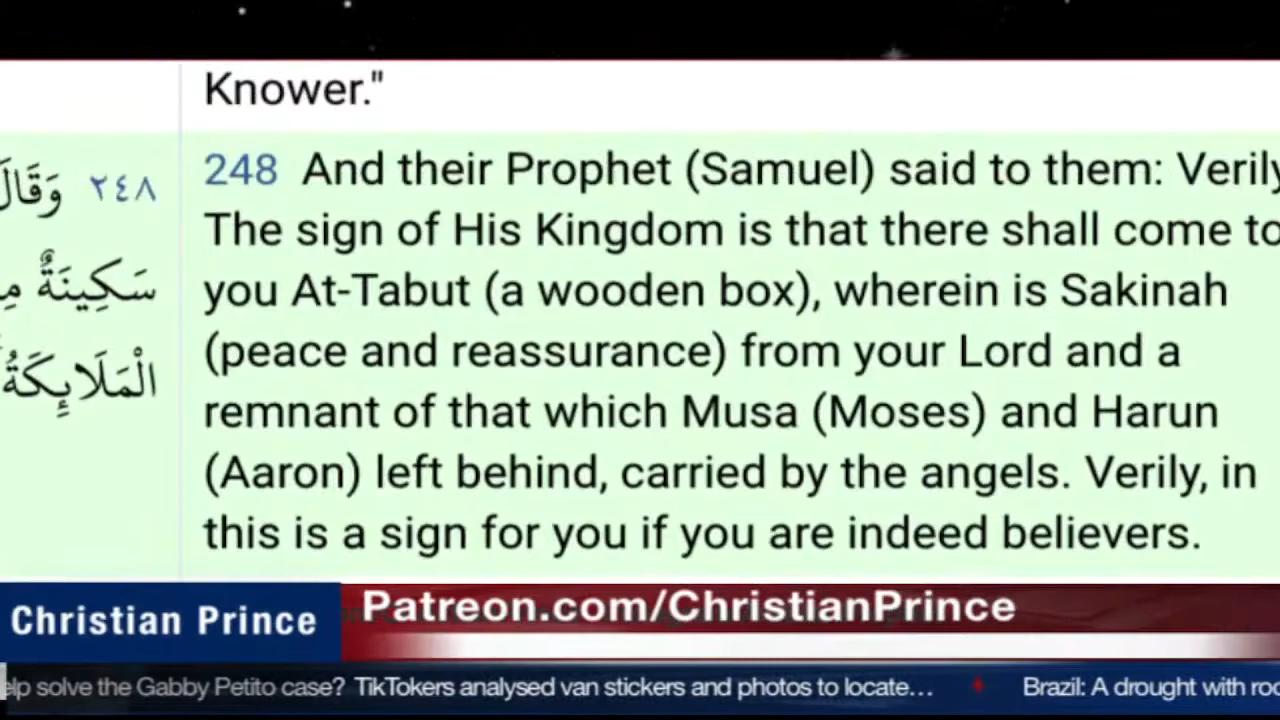 Knower."
248 And their Prophet (Samuel) said to them: Verily
The sign of His Kingdom is that there shall come to
you At-Tabut (a wooden box), wherein is Sakinah
(peace and reassurance) from your Lord and a
remnant of that which Musa (Moses) and Harun
(Aaron) left behind, carried by the angels. Verily, in
this is a sign for you if you are indeed believers.
٢٤٨ وَقَالَ
سَكِينَةٌ
الْمَلَائِكَةُ
Christian Prince
Patreon.com/ChristianPrince
solve the Gabby Petito case? TikTokers analysed van stickers and photos to locate... Brazil: A drought with